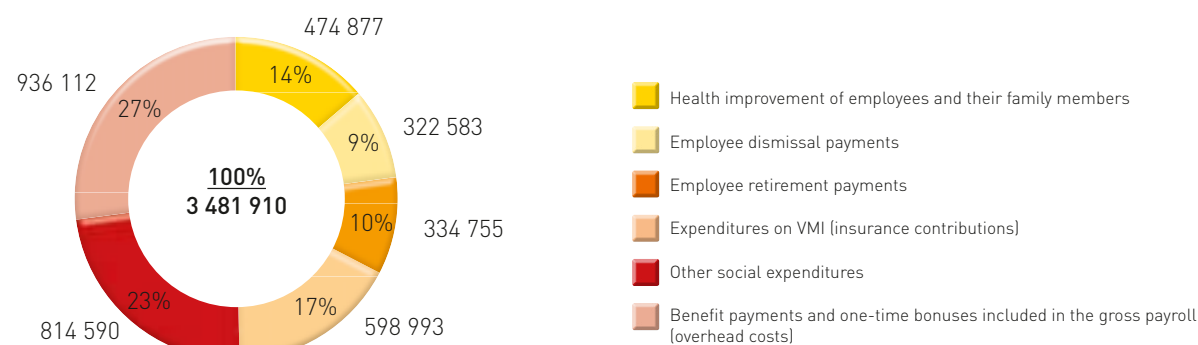 474 877
14%
936 112
27%
322 583
9%
100%
3 481 910
10%
334 755
23%
17%
814 590
598 993
Health improvement of employees and their family members
Employee dismissal payments
Employee retirement payments
Expenditures on VMI (insurance contributions)
Other social expenditures
Benefit payments and one-time bonuses included in the gross payroll
(overhead costs)